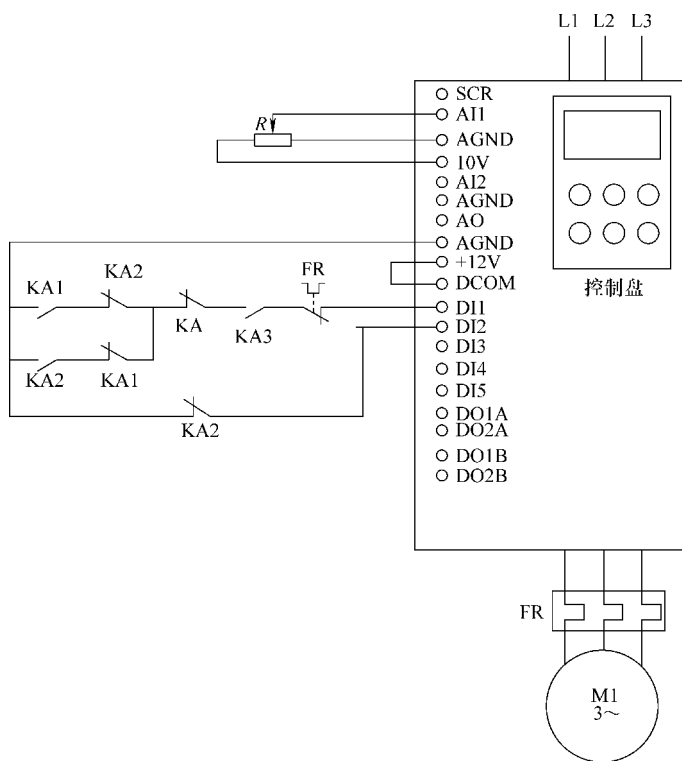 L1 L2 L3
SCR
AI1
R
AGND
10V
AI2
AGND
AO
AGND
+12V
DCOM
控制盘
KA1
KA2
KA
KA3
FR
DI1
DI2
DI3
KA2
KA1
DI4
DI5
KA2
DO1A
DO2A
DO1B
DO2B
FR
M1
3～